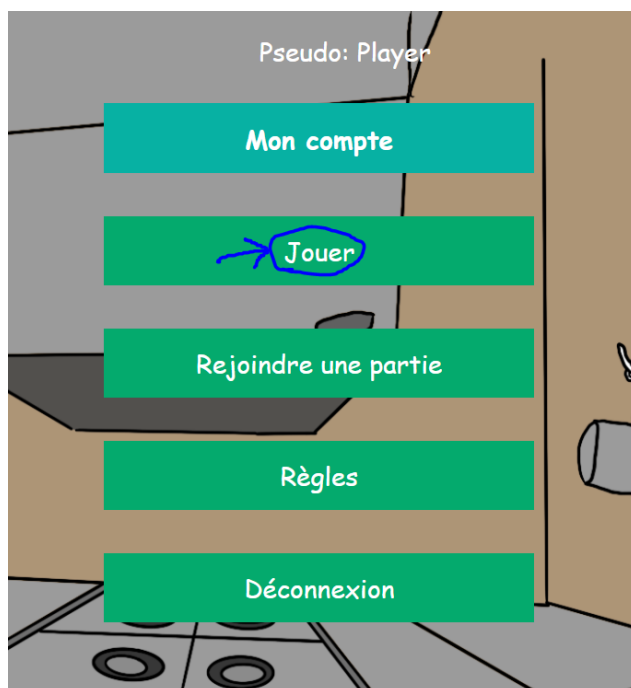 Pseudo: Player
Mon compte
Jouer
Rejoindre une partie
Règles
Déconnexion